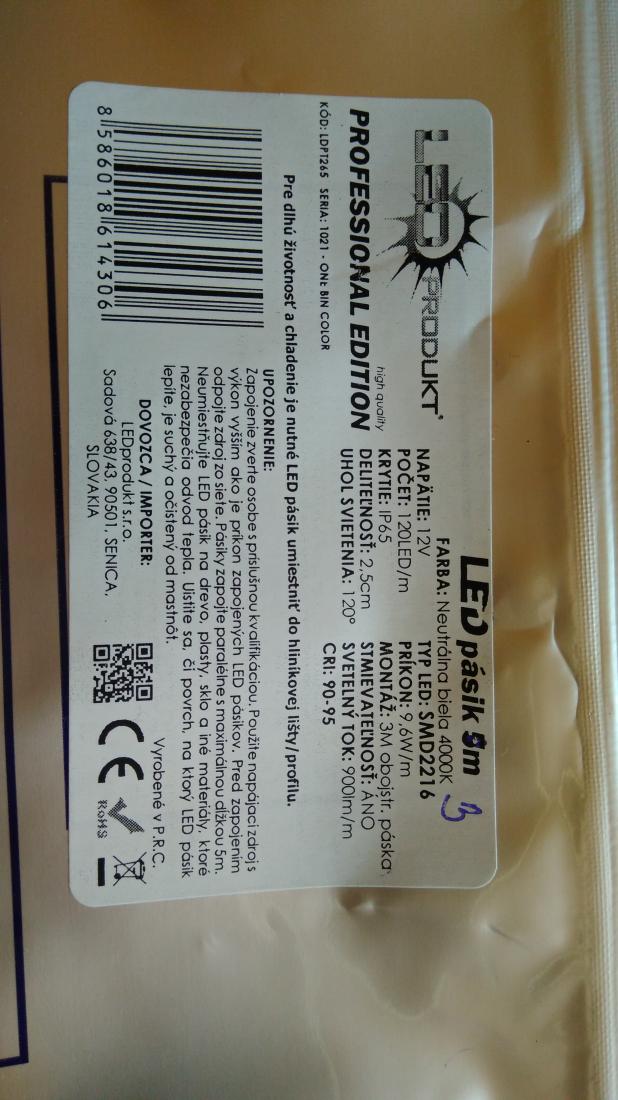 LED PRODUKT®
high quality
PROFESSIONAL EDITION
KÓD: LDPT265 SERIA: 1021 - ONE BIN COLOR
LED pásik 5m
3
FARBA: Neutrálna biela 4000K
NAPÄTIE: 12V TYP LED: SMD2216
POČET: 120LED/m PRÍKON: 9,6W/m
KRYTIE: IP65 MONTÁŽ: 3M obojstr. páska
DELITEĽNOSŤ: 2,5cm STMIEVATEĽNOSŤ: ÁNO
UHOL SVIETENIA: 120° SVETELNÝ TOK: 900lm/m
CRI: 90-95
Pre dlhú životnosť a chladenie je nutné LED pásik umiestniť do hliníkovej lišty/profilu.
UPOZORNENIE:
Zapojenie zverte osobe s príslušnou kvalifikáciou. Použite napájací zdroj s
výkon vyšším ako je príkon zapojených LED pásikov. Pred zapojením
odpojte zdroj zo siete. Pásiky zapojte paralélne s maximálnou dĺžkou 5m.
Neumiestňujte LED pásik na drevo, plasty, sklo a iné materiály, ktoré
nezabezpečia odvod tepla. Uistite sa, či povrch, na ktorý LED pásik
lepíte, je suchý a očistený od mastnôt.
8 586018 614306
DOVOZCA / IMPORTER:
LEDprodukt s.r.o.
Sadová 638/43, 90501, SENICA,
SLOVAKIA
Vyrobené v P.R.C.
CE
RoHS